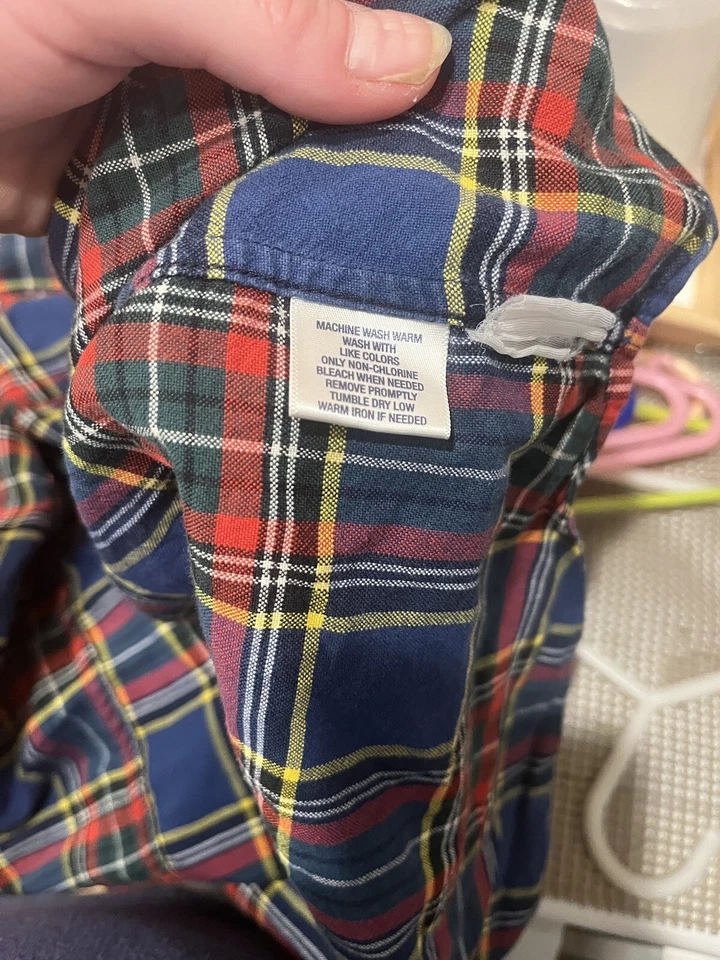 MACHINE WASH WARM
WASH WITH
LIKE COLORS
ONLY NON-CHLORINE
BLEACH WHEN NEEDED
REMOVE PROMPTLY
TUMBLE DRY LOW
WARM IRON IF NEEDED